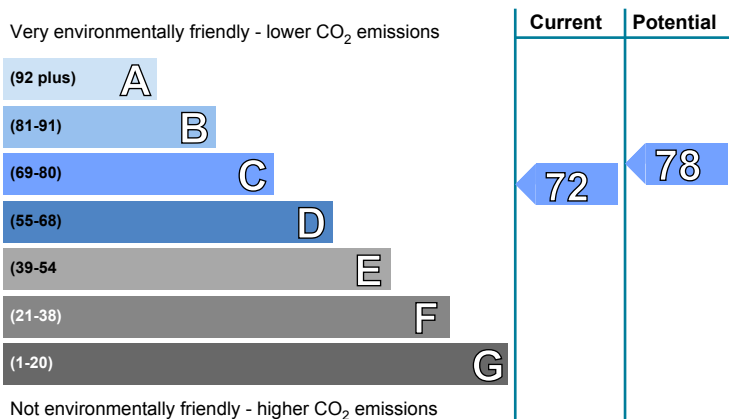 Current Potential
Very environmentally friendly - lower CO2 emissions
(92 plus) A
(81-91) B
(69-80) C
72 78
(55-68) D
(39-54 E
(21-38) F
(1-20) G
Not environmentally friendly - higher CO2 emissions